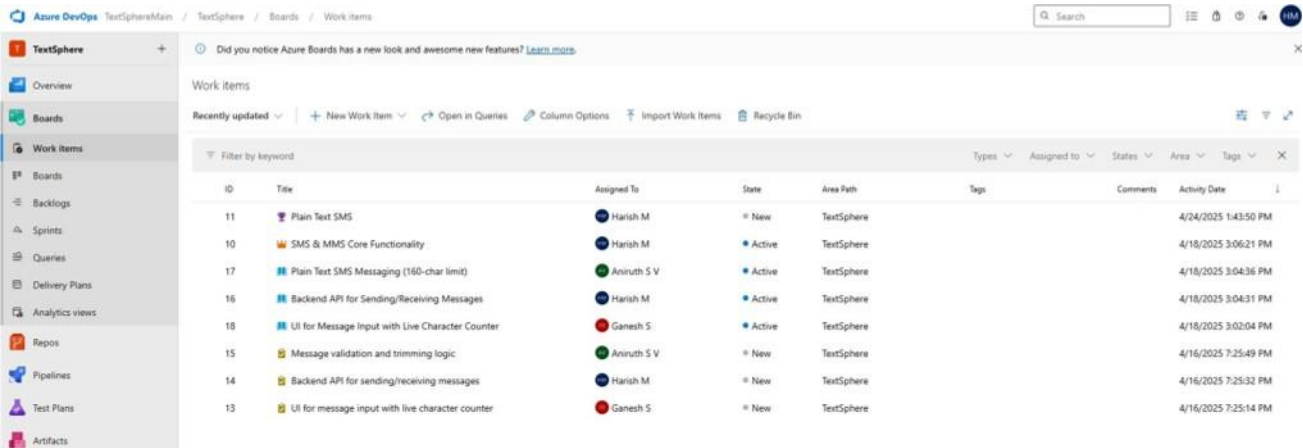 Azure DevOps TextSphereMain / TextSphere / Boards / Work items
Search
HM
T TextSphere +
Did you notice Azure Boards has a new look and awesome new features? Learn more.
Overview
Work items
Boards
Recently updated
New Work Item
Open in Queries
Column Options
Import Work Items
Recycle Bin
Work items
Filter by keyword
Types
Assigned to
States
Area
Tags
Boards
Backlogs
Sprints
Queries
Delivery Plans
Analytics views
Repos
Pipelines
Test Plans
Artifacts
ID Title Assigned To State Area Path Tags Comments Activity Date
11 Plain Text SMS Harish M New TextSphere 4/24/2025 1:43:50 PM
10 SMS & MMS Core Functionality Harish M Active TextSphere 4/18/2025 3:06:21 PM
17 Plain Text SMS Messaging (160-char limit) Aniruth S V Active TextSphere 4/18/2025 3:04:36 PM
16 Backend API for Sending/Receiving Messages Harish M Active TextSphere 4/18/2025 3:04:31 PM
18 UI for Message Input with Live Character Counter Ganesh S Active TextSphere 4/18/2025 3:02:04 PM
15 Message validation and trimming logic Aniruth S V New TextSphere 4/16/2025 7:25:49 PM
14 Backend API for sending/receiving messages Harish M New TextSphere 4/16/2025 7:25:32 PM
13 UI for message input with live character counter Ganesh S New TextSphere 4/16/2025 7:25:14 PM